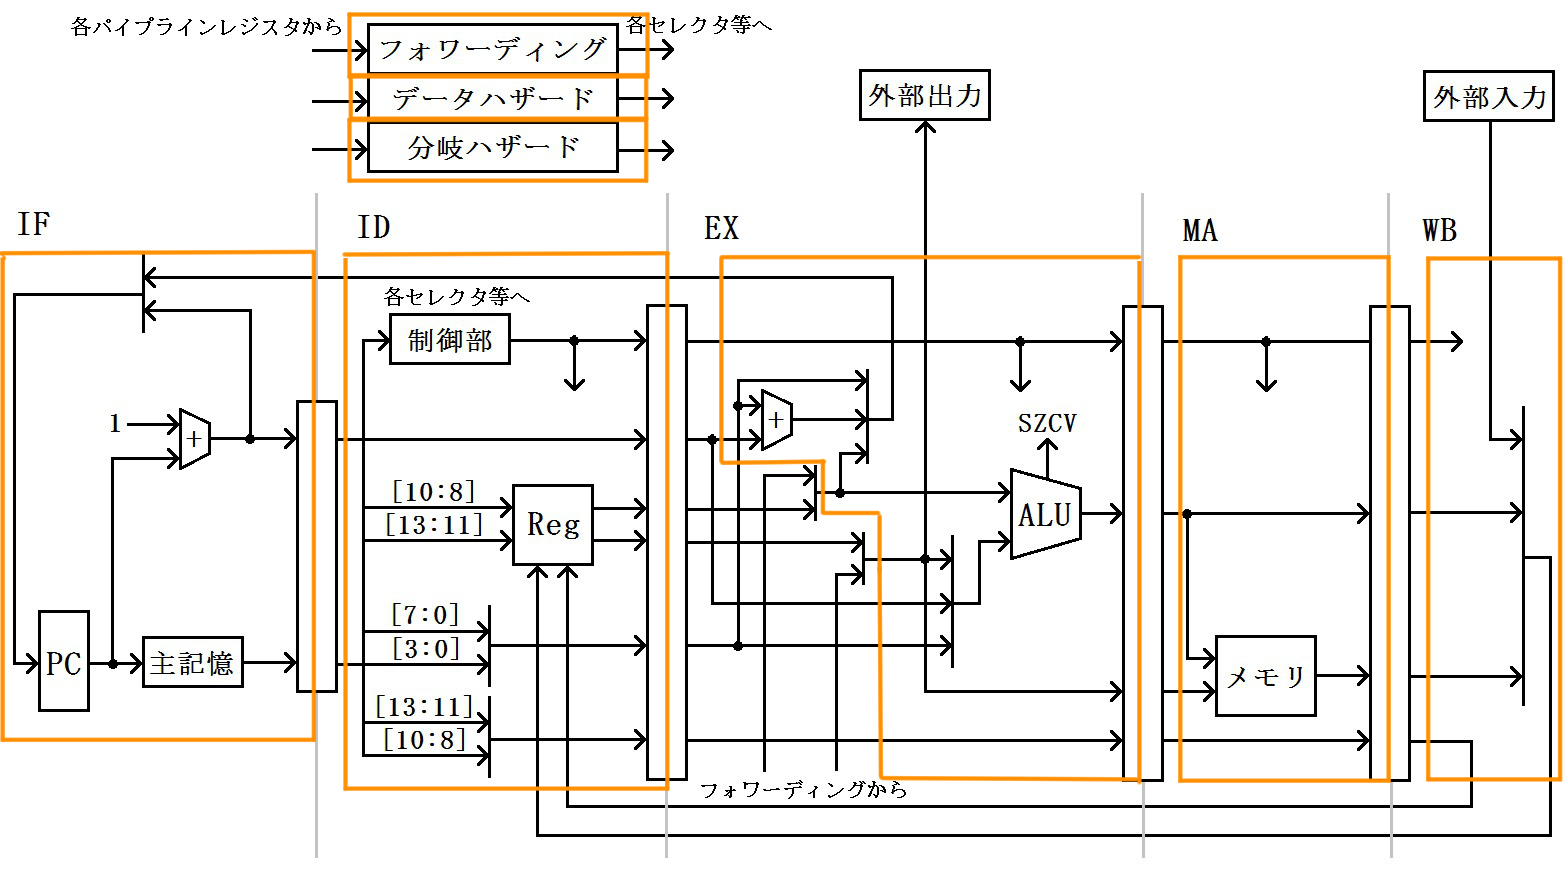 各パイプラインレジスタから
各セレクタ等へ
フォワーディング
データハザード
分岐ハザード
外部出力
外部入力
IF
ID
EX
MA
WB
各セレクタ等へ
制御部
1
+
+
SZCV
[10:8]
[13:11]
Reg
ALU
[7:0]
[3:0]
PC
主記憶
メモリ
[13:11]
[10:8]
フォワーディングから